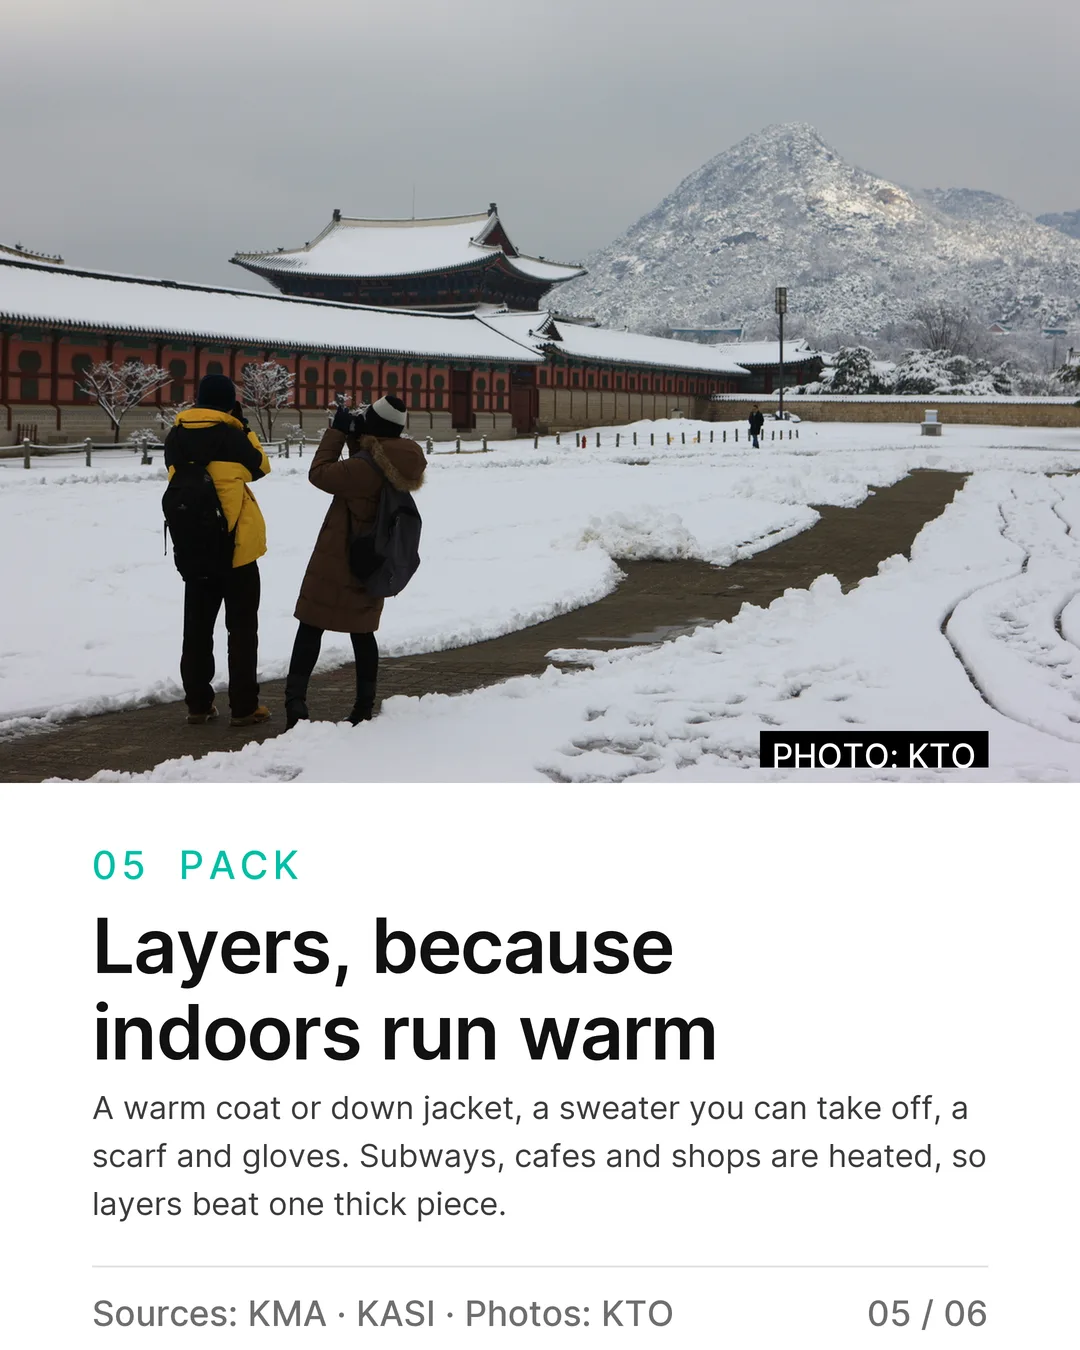 PHOTO: KTO
05 PACK
Layers, because
indoors run warm
A warm coat or down jacket, a sweater you can take off, a
scarf and gloves. Subways, cafes and shops are heated, so
layers beat one thick piece.
Sources: KMA · KASI · Photos: KTO
05 / 06